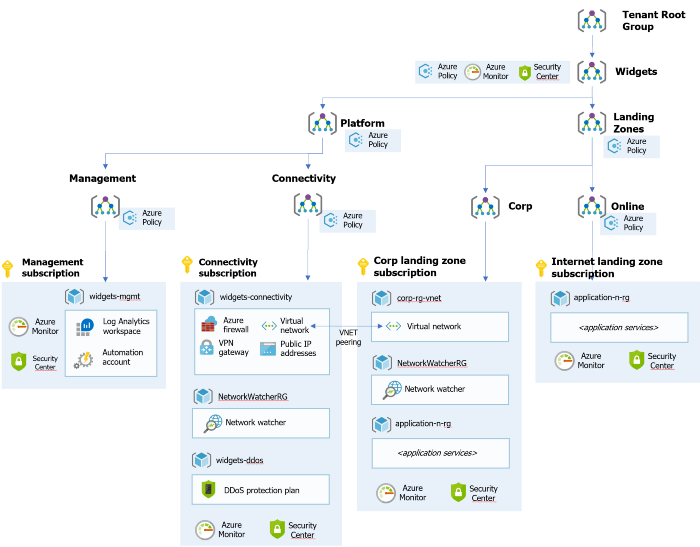 Tenant Root
Group
Azure
Policy
Azure
Monitor
Security
Center
Widgets
Platform
Azure
Policy
Landing
Zones
Azure
Policy
Management
Azure
Policy
Connectivity
Azure
Policy
Corp
Online
Azure
Policy
Management
subscription
widgets-mgmt
Azure
Monitor
Security
Center
Log Analytics
workspace
Automation
account
Connectivity
subscription
widgets-connectivity
Azure
firewall
Virtual
network
VPN
gateway
Public IP
addresses
NetworkWatcherRG
Network watcher
widgets-ddos
DDoS protection plan
Azure
Monitor
Security
Center
VNET
peering
Corp landing zone
subscription
corp-rg-vnet
Virtual network
NetworkWatcherRG
Network watcher
application-n-rg
<application services>
Azure
Monitor
Security
Center
Internet landing zone
subscription
application-n-rg
<application services>
Azure
Monitor
Security
Center